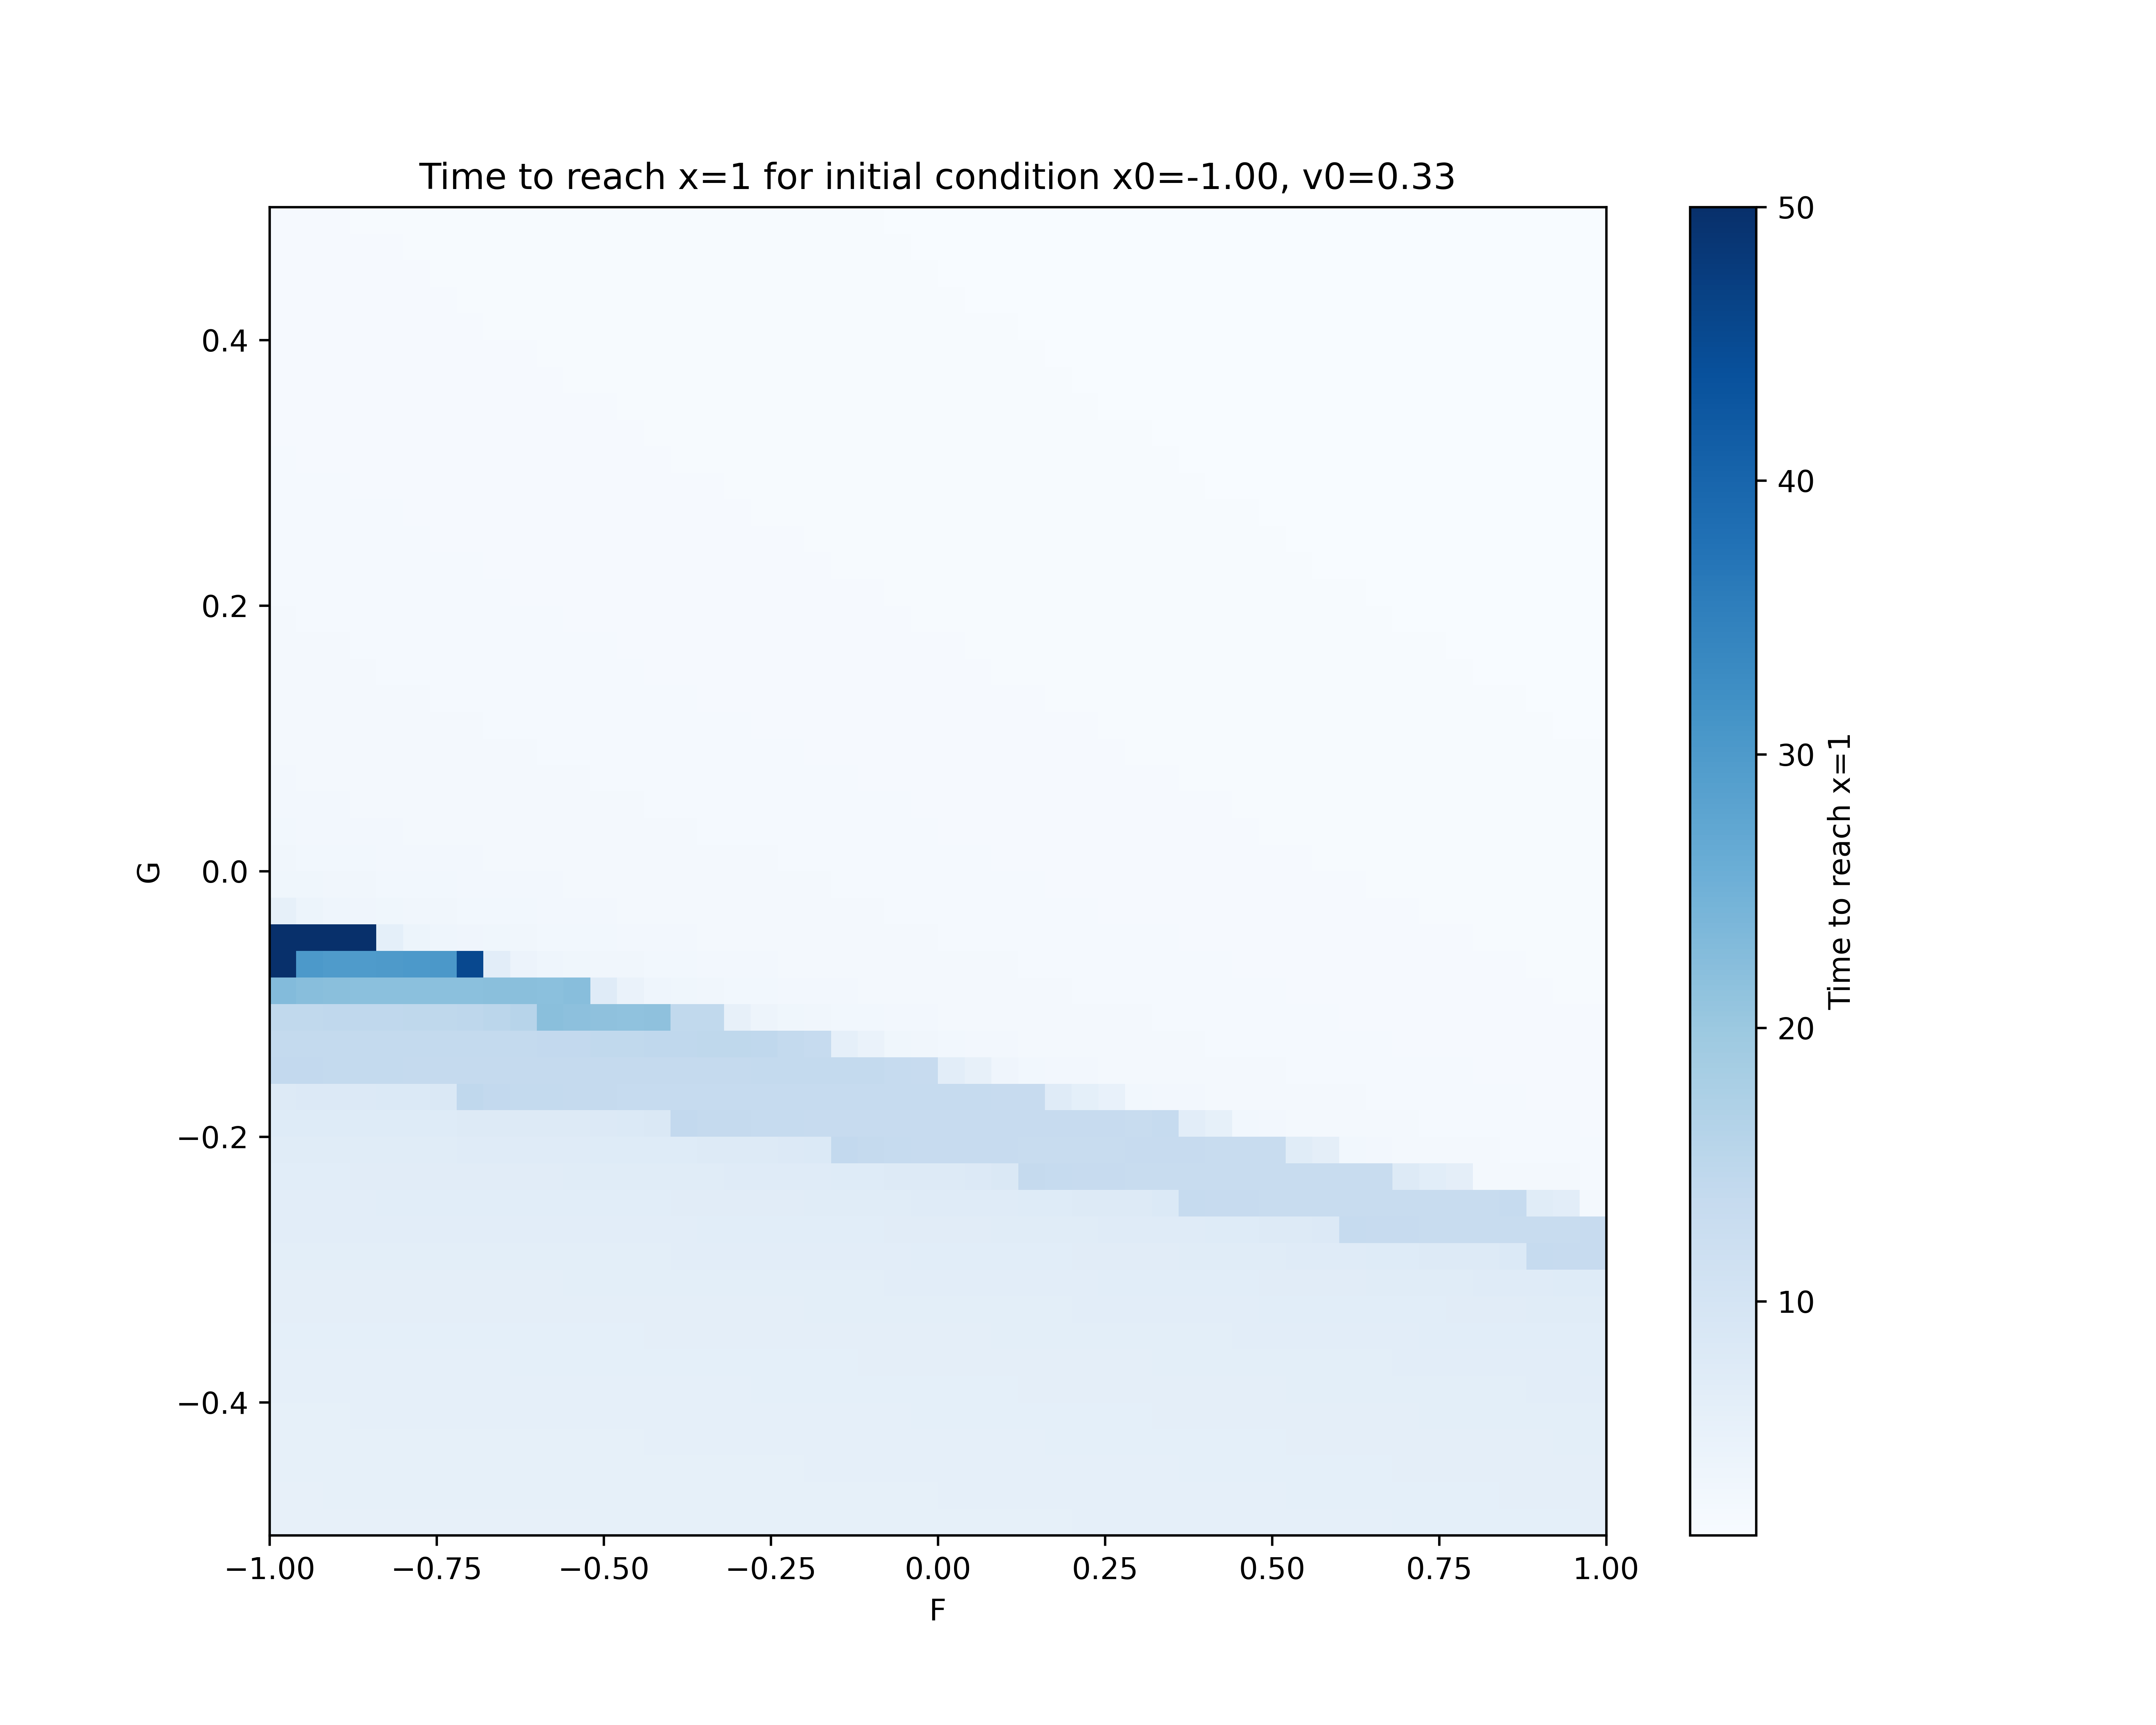 Time to reach x=1 for initial condition x0=-1.00, v0=0.33
G
0.4
0.2
0.0
−0.2
−0.4
−1.00 −0.75 −0.50 −0.25 0.00 0.25 0.50 0.75 1.00
F
50
40
30
20
10
Time to reach x=1